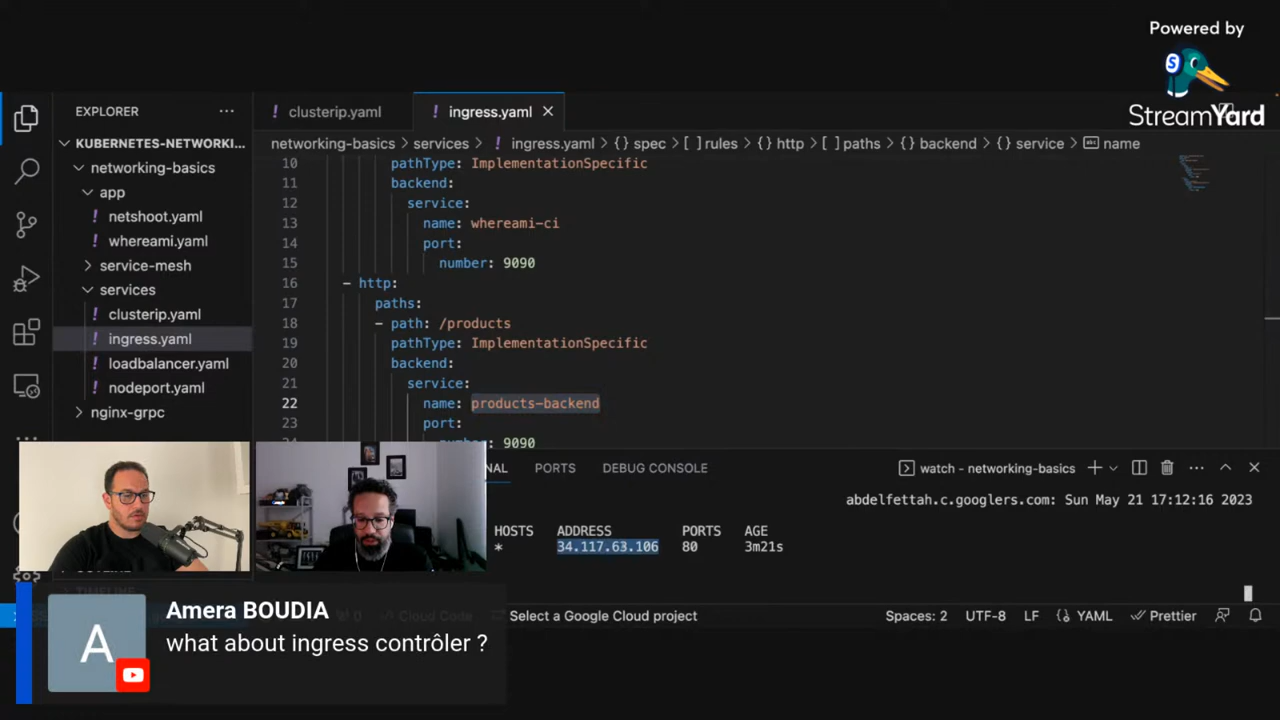 Powered by
StreamYard
EXPLORER
clusterip.yaml
ingress.yaml
KUBERNETES-NETWORKI...
networking-basics
app
netshoot.yaml
whereami.yaml
service-mesh
services
clusterip.yaml
ingress.yaml
loadbalancer.yaml
nodeport.yaml
nginx-grpc
networking-basics > services > ingress.yaml > {} spec > [ ] rules > {} http > [ ] paths > {} backend > {} service > name
10 pathType: ImplementationSpecific
11 backend:
12 service:
13 name: whereami-ci
14 port:
15 number: 9090
16 - http:
17 paths:
18 - path: /products
19 pathType: ImplementationSpecific
20 backend:
21 service:
22 name: products-backend
23 port:
24 number: 9090
NAL PORTS DEBUG CONSOLE
watch - networking-basics
abdelfettah.c.googlers.com: Sun May 21 17:12:16 2023
HOSTS ADDRESS PORTS AGE
* 34.117.63.106 80 3m21s
TIMELINE
0 Cloud Code Select a Google Cloud project Spaces: 2 UTF-8 LF {} YAML Prettier
A
Amera BOUDIA
what about ingress contrôler ?